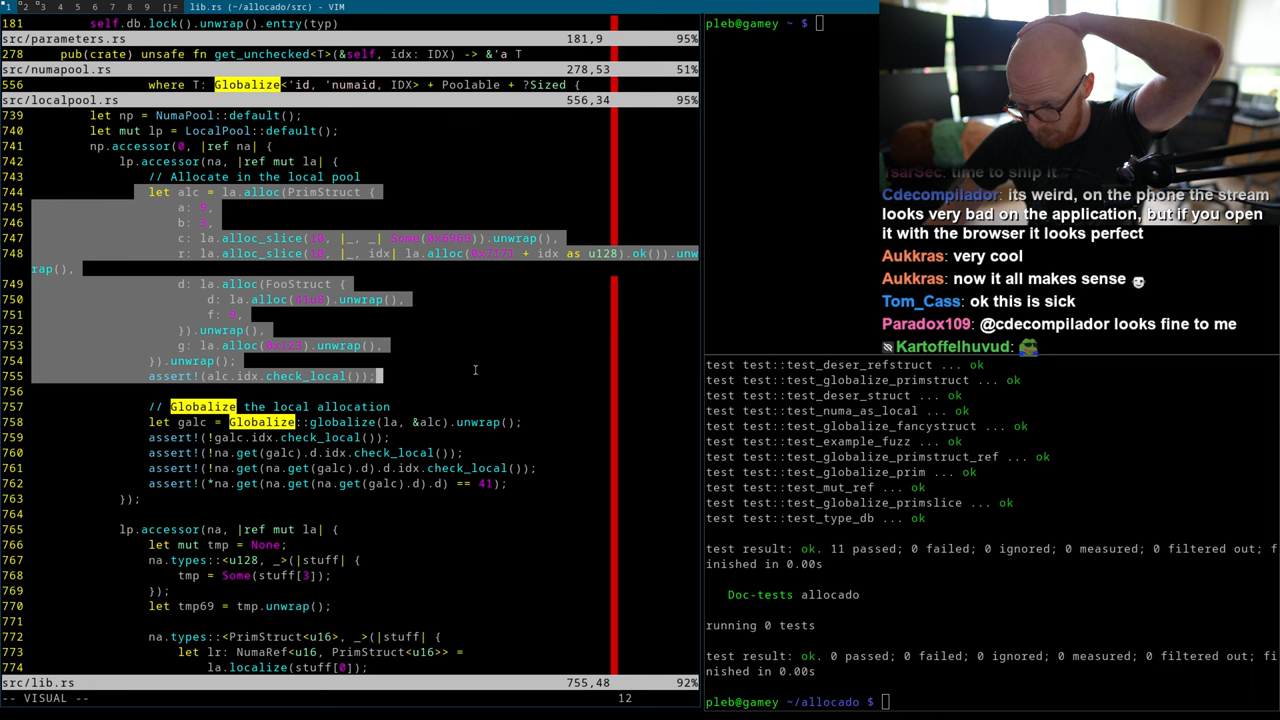 1 2 3 6 7 8 9 []= lib.rs (~/allocado/src) - VIM
181 self.db.lock().unwrap().entry(typ)
src/parameters.rs 181,9 95%
278 pub(crate) unsafe fn get_unchecked<T>(&self, idx: IDX) -> &'a T
src/numapool.rs 278,53 51%
556 where T: Globalize<'id, 'numaid, IDX> + Poolable + ?Sized {
src/localpool.rs 556,34 95%
739 let np = NumaPool::default();
740 let mut lp = LocalPool::default();
741 np.accessor(0, |ref na| {
742 lp.accessor(na, |ref mut la| {
743 // Allocate in the local pool
744 let alc = la.alloc(PrimStruct {
745 a: 9,
746 b: 3,
747 c: la.alloc_slice(10, |_, _| Some(0x6969)).unwrap(),
748 r: la.alloc_slice(10, |_, idx| la.alloc(0x7171 + idx as u128).ok()).unw
rap(),
749 d: la.alloc(FooStruct {
750 d: la.alloc(41u8).unwrap(),
751 f: 9,
752 }).unwrap(),
753 g: la.alloc(0x123).unwrap(),
754 }).unwrap();
755 assert!(alc.idx.check_local());
756
757 // Globalize the local allocation
758 let galc = Globalize::globalize(la, &alc).unwrap();
759 assert!(!galc.idx.check_local());
760 assert!(!na.get(galc).d.idx.check_local());
761 assert!(!na.get(na.get(galc).d).d.idx.check_local());
762 assert!(*na.get(na.get(na.get(galc).d).d) == 41);
763 });
764
765 lp.accessor(na, |ref mut la| {
766 let mut tmp = None;
767 na.types::<u128, _>(|stuff| {
768 tmp = Some(stuff[3]);
769 });
770 let tmp69 = tmp.unwrap();
771
772 na.types::<PrimStruct<u16>, _>(|stuff| {
773 let lr: NumaRef<u16, PrimStruct<u16>> =
774 la.localize(stuff[0]);
src/lib.rs 755,48 92%
-- VISUAL -- 12
pleb@gamey ~ $
TsarSec: time to ship it
Cdecompilador: its weird, on the phone the stream
looks very bad on the application, but if you open
it with the browser it looks perfect
Aukkras: very cool
Aukkras: now it all makes sense
Tom_Cass: ok this is sick
Paradox109: @cdecompilador looks fine to me
Kartoffelhuvud:
test test::test_deser_refstruct ... ok
test test::test_globalize_primstruct ... ok
test test::test_deser_struct ... ok
test test::test_numa_as_local ... ok
test test::test_globalize_fancystruct ... ok
test test::test_example_fuzz ... ok
test test::test_globalize_primstruct_ref ... ok
test test::test_globalize_prim ... ok
test test::test_mut_ref ... ok
test test::test_globalize_primslice ... ok
test test::test_type_db ... ok
test result: ok. 11 passed; 0 failed; 0 ignored; 0 measured; 0 filtered out; f
inished in 0.00s
Doc-tests allocado
running 0 tests
test result: ok. 0 passed; 0 failed; 0 ignored; 0 measured; 0 filtered out; fi
nished in 0.00s
pleb@gamey ~/allocado $